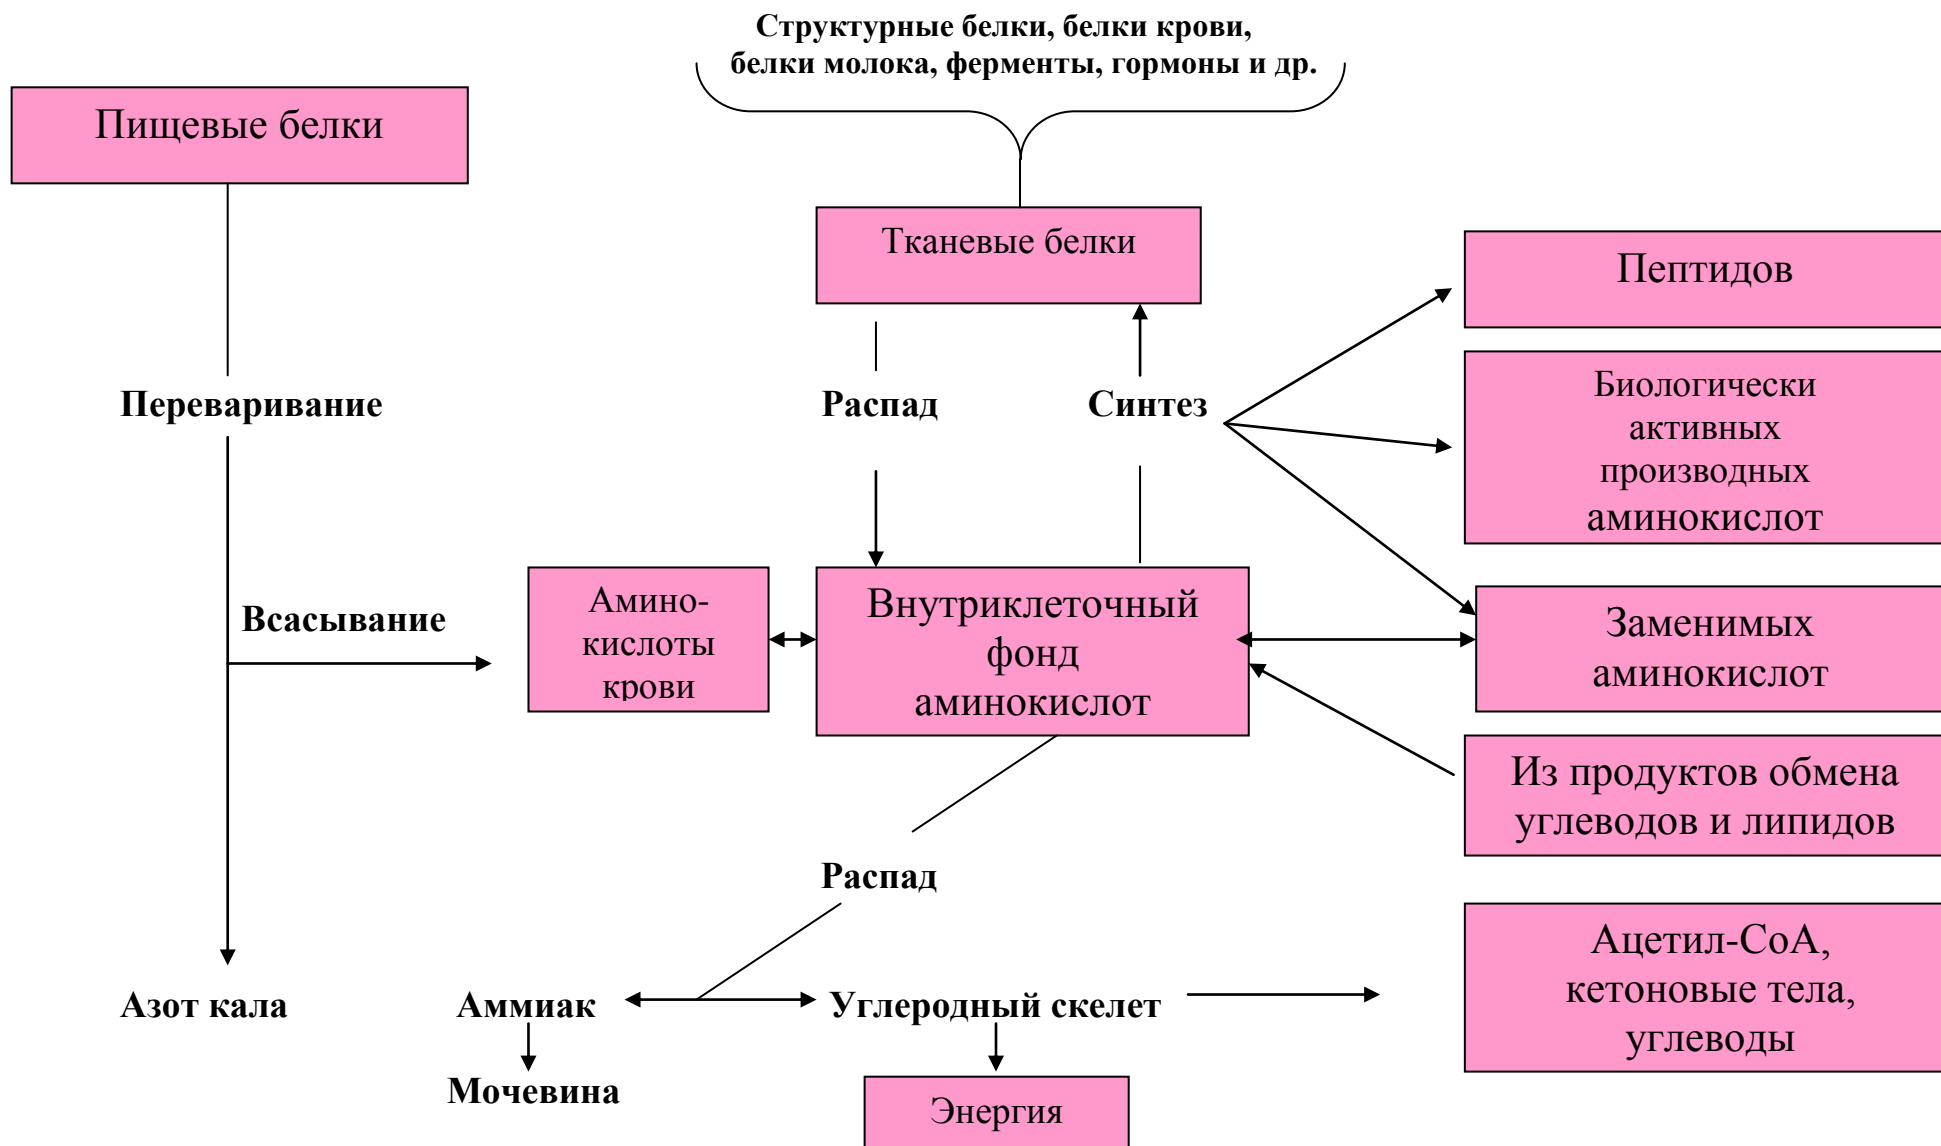 Структурные белки, белки крови,
белки молока, ферменты, гормоны и др.
Пищевые белки
Тканевые белки
Пептидов
Переваривание
Распад
Синтез
Биологически
активных
производных
аминокислот
Всасывание
Амино-
кислоты
крови
Внутриклеточный
фонд
аминокислот
Заменимых
аминокислот
Из продуктов обмена
углеводов и липидов
Распад
Ацетил-СоА,
кетоновые тела,
углеводы
Азот кала
Аммиак
Углеродный скелет
Мочевина
Энергия